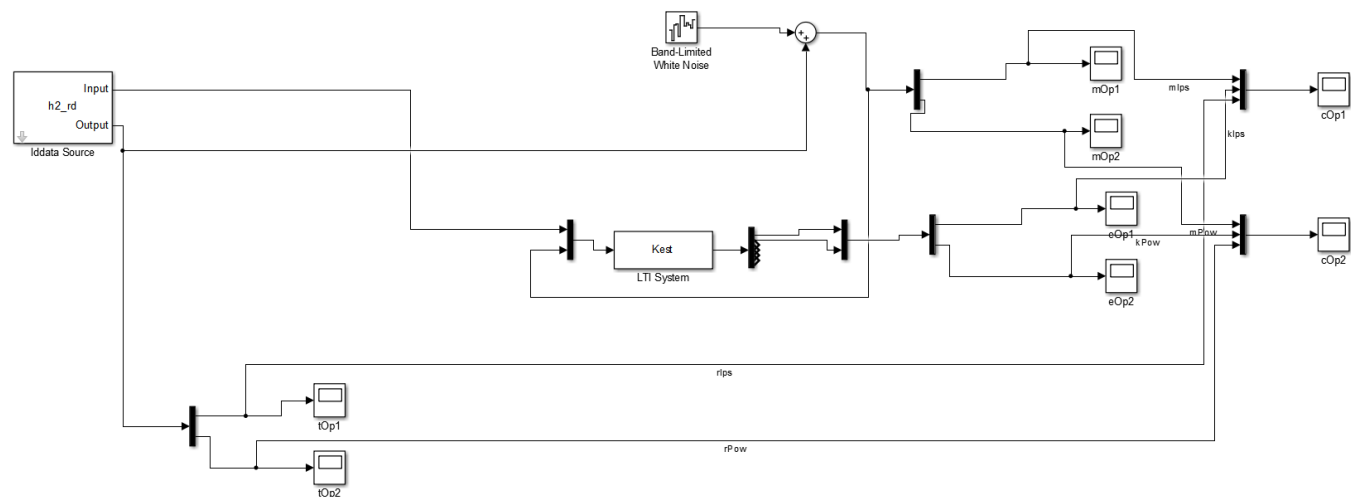 Band-Limited
White Noise
Input
h2_rd
Output
Iddata Source
+
+
mOp1
mIps
cOp1
kIps
mOp2
eOp1
mPow
kPow
cOp2
Kest
LTI System
eOp2
rIps
tOp1
rPow
tOp2